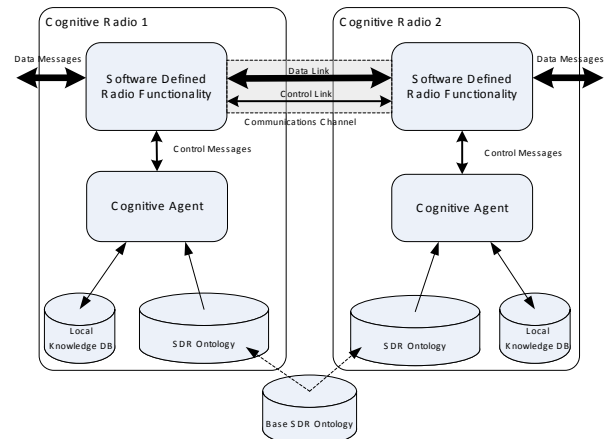 Cognitive Radio 1
Cognitive Radio 2
Data Messages
Software Defined
Radio Functionality
Data Link
Control Link
Communications Channel
Software Defined
Radio Functionality
Data Messages
Control Messages
Control Messages
Cognitive Agent
Cognitive Agent
Local
Knowledge DB
SDR Ontology
SDR Ontology
Local
Knowledge DB
Base SDR Ontology